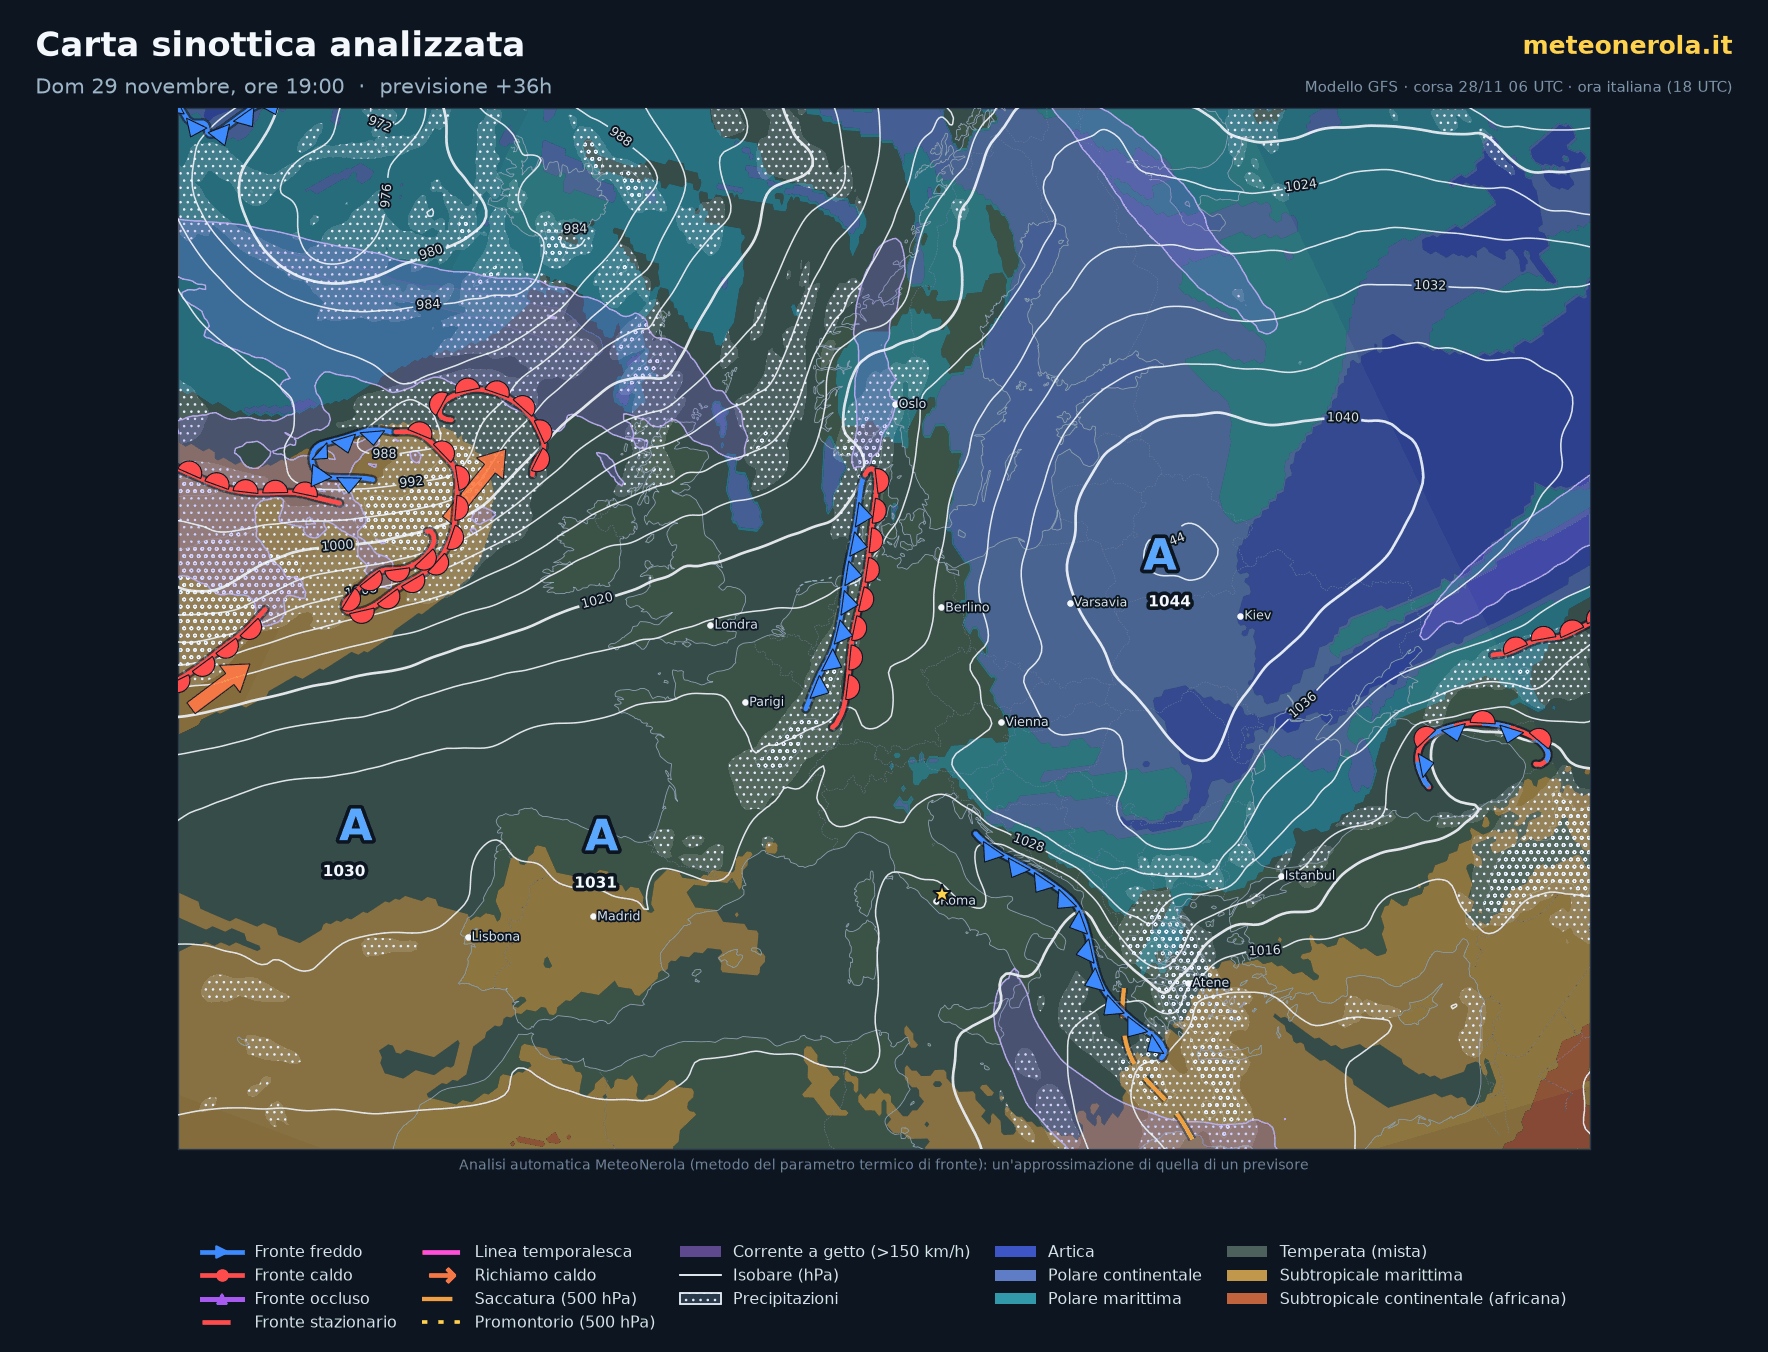 Carta sinottica analizzata
meteonerola.it
Dom 29 novembre, ore 19:00 · previsione +36h
Modello GFS · corsa 28/11 06 UTC · ora italiana (18 UTC)
972
988
976
1024
984
980
1032
984
Oslo
1040
988
992
1000
44
A
1044
1020
Varsavia
Berlino
Kiev
Londra
Parigi
1036
Vienna
A
1030
A
1031
1028
Istanbul
Roma
Madrid
Lisbona
1016
Atene
Analisi automatica MeteoNerola (metodo del parametro termico di fronte): un'approssimazione di quella di un previsore
Fronte freddo
Fronte caldo
Fronte occluso
Fronte stazionario
Linea temporalesca
Richiamo caldo
Saccatura (500 hPa)
Promontorio (500 hPa)
Corrente a getto (>150 km/h)
Isobare (hPa)
Precipitazioni
Artica
Polare continentale
Polare marittima
Temperata (mista)
Subtropicale marittima
Subtropicale continentale (africana)